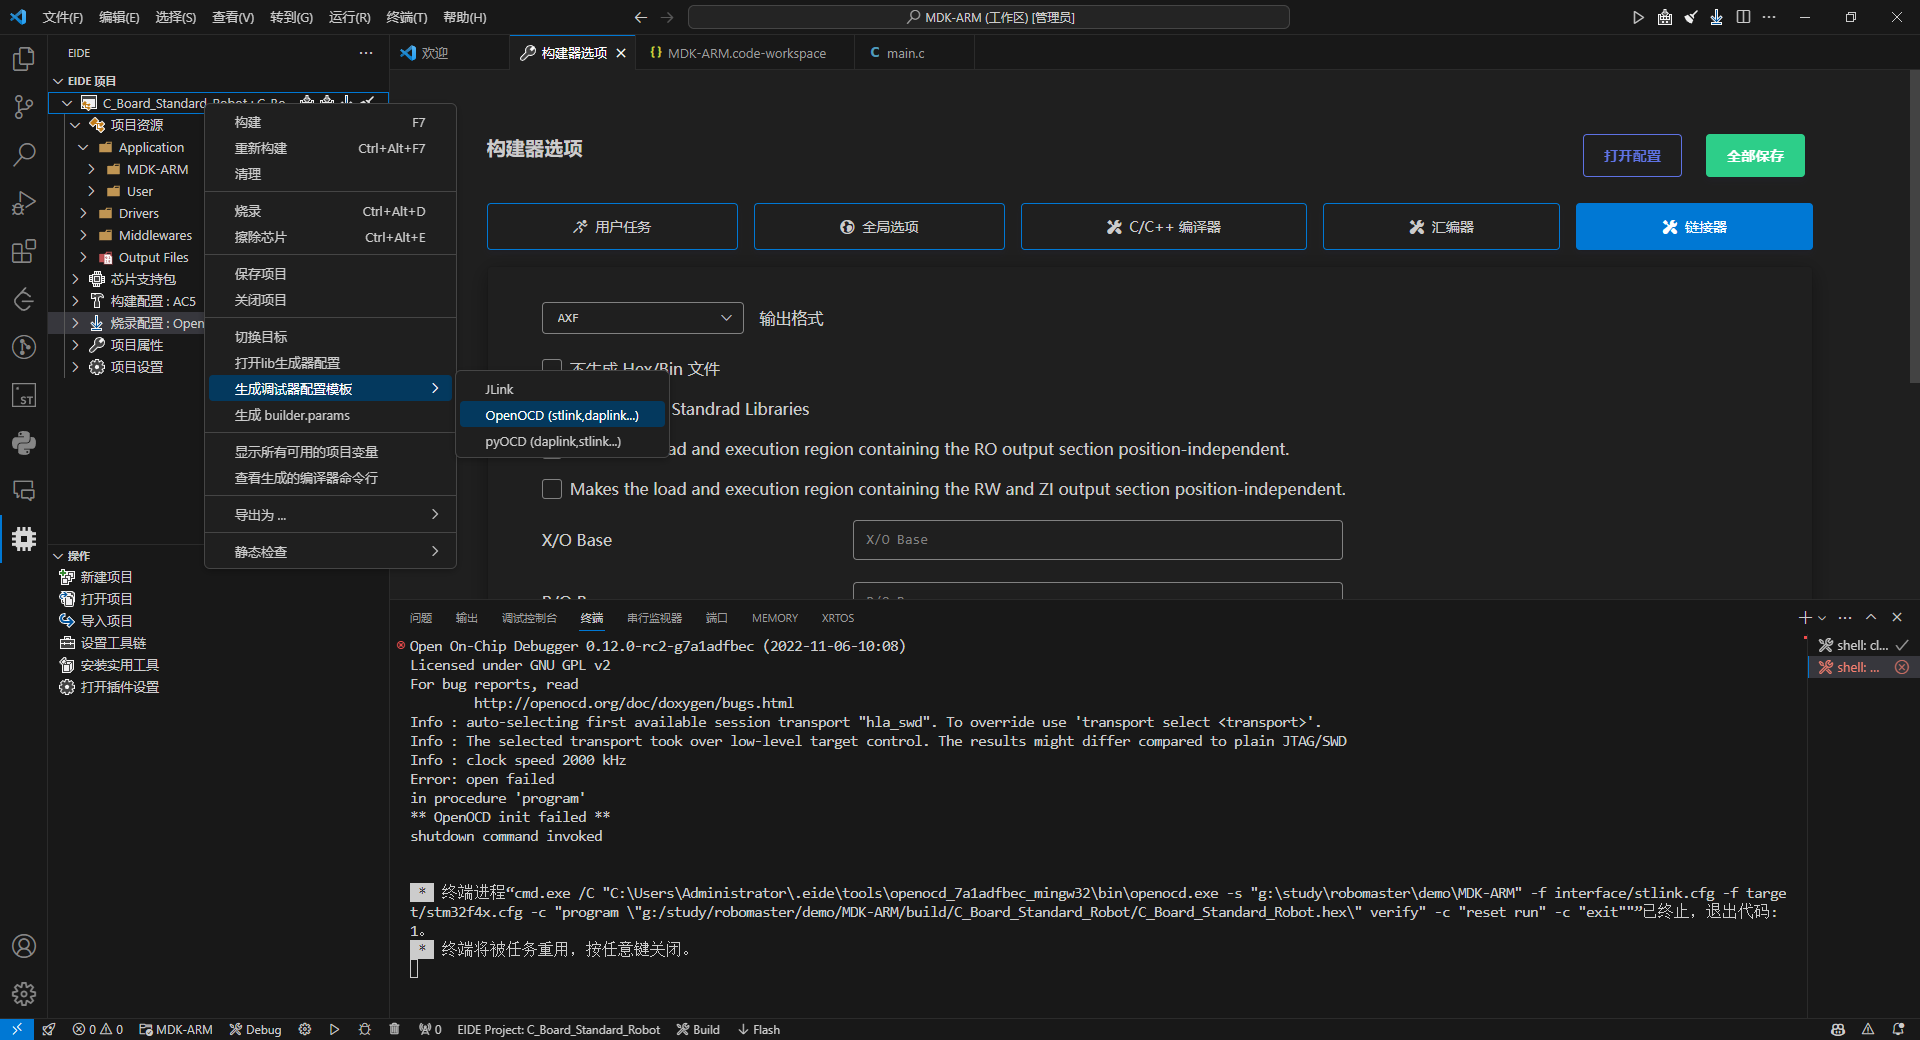 文件(F) 编辑(E) 选择(S) 查看(V) 转到(G) 运行(R) 终端(T) 帮助(H)
MDK-ARM (工作区) [管理员]
EIDE
欢迎
构建器选项
MDK-ARM.code-workspace
main.c
EIDE 项目
C_Board_Standard_Robot : C_Bo...
项目资源
Application
MDK-ARM
User
Drivers
Middlewares
Output Files
芯片支持包
构建配置 : AC5
烧录配置 : Open
项目属性
项目设置
构建 F7
重新构建 Ctrl+Alt+F7
清理
烧录 Ctrl+Alt+D
擦除芯片 Ctrl+Alt+E
保存项目
关闭项目
切换目标
打开lib生成器配置
生成调试器配置模板
生成 builder.params
显示所有可用的项目变量
查看生成的编译器命令行
导出为 ...
静态检查
JLink
OpenOCD (stlink,daplink...)
pyOCD (daplink,stlink...)
构建器选项
打开配置
全部保存
用户任务
全局选项
C/C++ 编译器
汇编器
链接器
AXF
输出格式
不生成 Hex/Bin 文件
Standrad Libraries
ad and execution region containing the RO output section position-independent.
Makes the load and execution region containing the RW and ZI output section position-independent.
X/O Base
X/O Base
操作
新建项目
打开项目
导入项目
设置工具链
安装实用工具
打开插件设置
问题 输出 调试控制台 终端 串行监视器 端口 MEMORY XRTOS
Open On-Chip Debugger 0.12.0-rc2-g7a1adfbec (2022-11-06-10:08)
Licensed under GNU GPL v2
For bug reports, read
http://openocd.org/doc/doxygen/bugs.html
Info : auto-selecting first available session transport "hla_swd". To override use 'transport select <transport>'.
Info : The selected transport took over low-level target control. The results might differ compared to plain JTAG/SWD
Info : clock speed 2000 kHz
Error: open failed
in procedure 'program'
** OpenOCD init failed **
shutdown command invoked
* 终端进程“cmd.exe /C "C:\Users\Administrator\.eide\tools\openocd_7a1adfbec_mingw32\bin\openocd.exe -s "g:\study\robomaster\demo\MDK-ARM" -f interface/stlink.cfg -f targe
t/stm32f4x.cfg -c "program \"g:/study/robomaster/demo/MDK-ARM/build/C_Board_Standard_Robot/C_Board_Standard_Robot.hex\" verify" -c "reset run" -c "exit""”已终止，退出代码:
1。
* 终端将被任务重用，按任意键关闭。
shell: cl...
shell: ...
ST
0 0 MDK-ARM Debug 0 EIDE Project: C_Board_Standard_Robot Build Flash